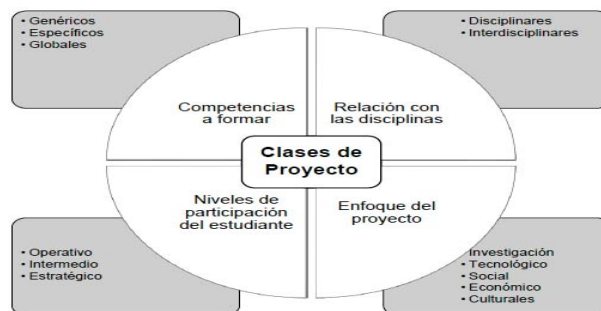 • Genéricos
• Específicos
• Globales
• Disciplinares
• Interdisciplinares
Competencias
a formar
Relación con
las disciplinas
Clases de
Proyecto
Niveles de
participación
del estudiante
Enfoque del
proyecto
• Operativo
• Intermedio
• Estratégico
Investigación
• Tecnológico
• Social
• Económico
• Culturales